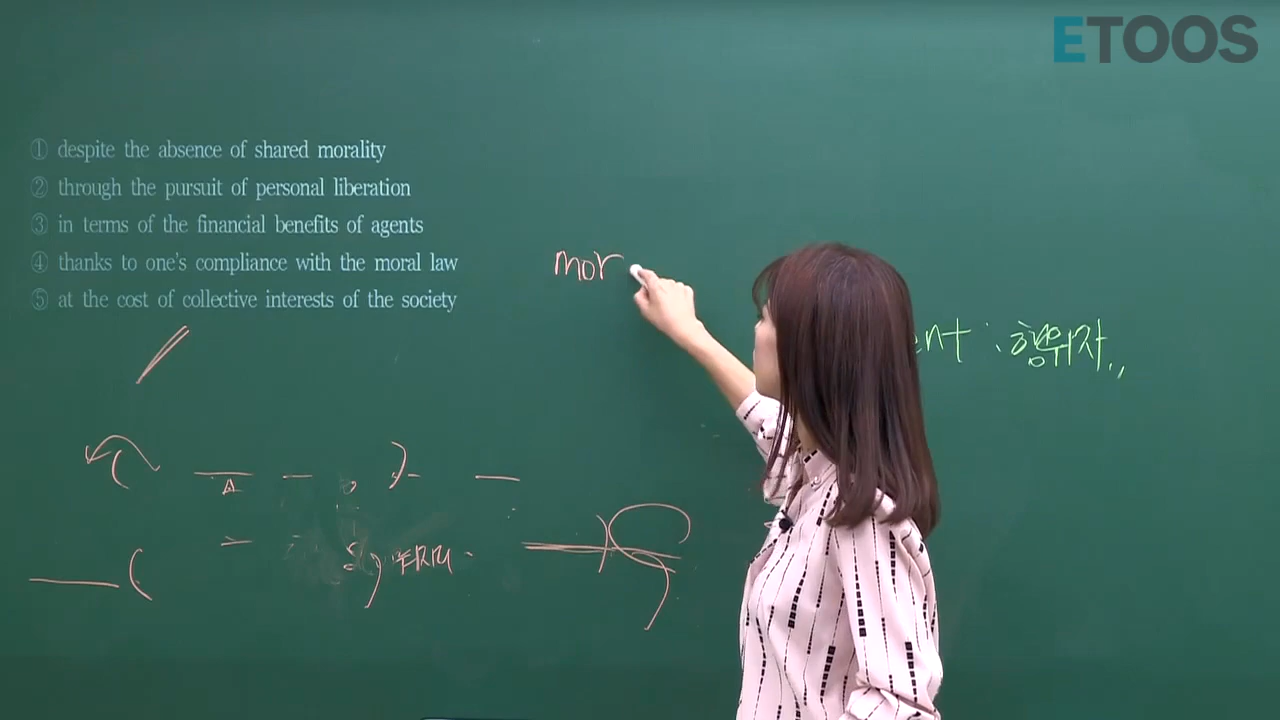 ETOOS
① despite the absence of shared morality
② through the pursuit of personal liberation
③ in terms of the financial benefits of agents
④ thanks to one's compliance with the moral law
⑤ at the cost of collective interests of the society
mor
ent : 행위자
A